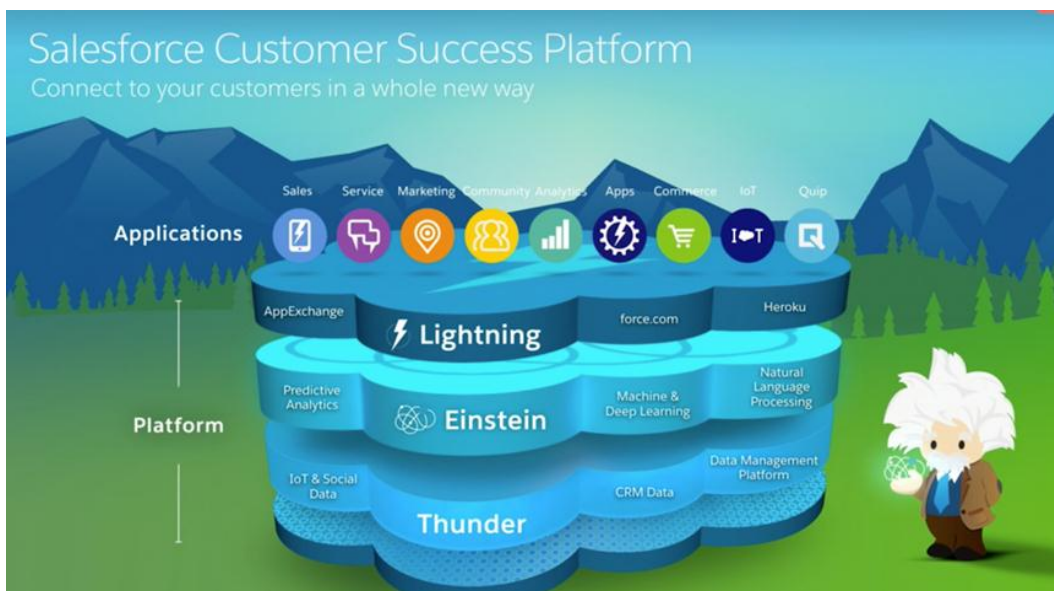 Salesforce Customer Success Platform
Connect to your customers in a whole new way
Sales Service Marketing Community Analytics Apps Commerce IoT Quip
Applications
I T
AppExchange
Lightning
force.com
Heroku
Predictive
Analytics
Einstein
Machine &
Deep Learning
Natural
Language
Processing
Platform
IoT & Social
Data
Thunder
CRM Data
Data Management
Platform